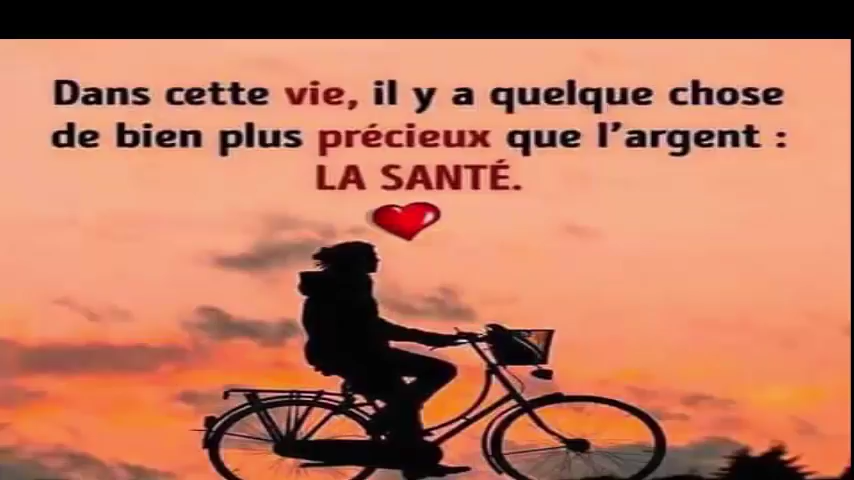 Dans cette vie, il y a quelque chose
de bien plus précieux que l'argent :
LA SANTÉ.